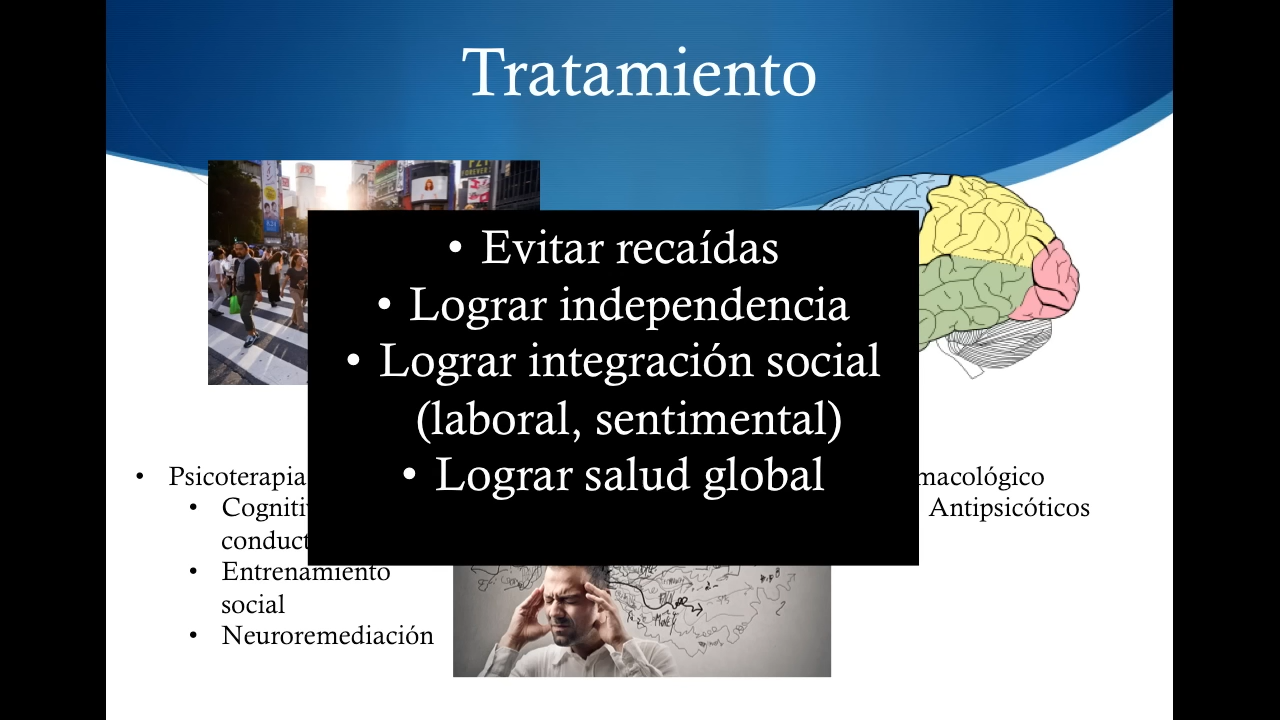 Tratamiento
• Evitar recaídas
• Lograr independencia
• Lograr integración social
(laboral, sentimental)
• Lograr salud global
• Psicoterapia
•
conduct
• Entrenamiento
social
• Neuroremediación
macológico
Antipsicóticos